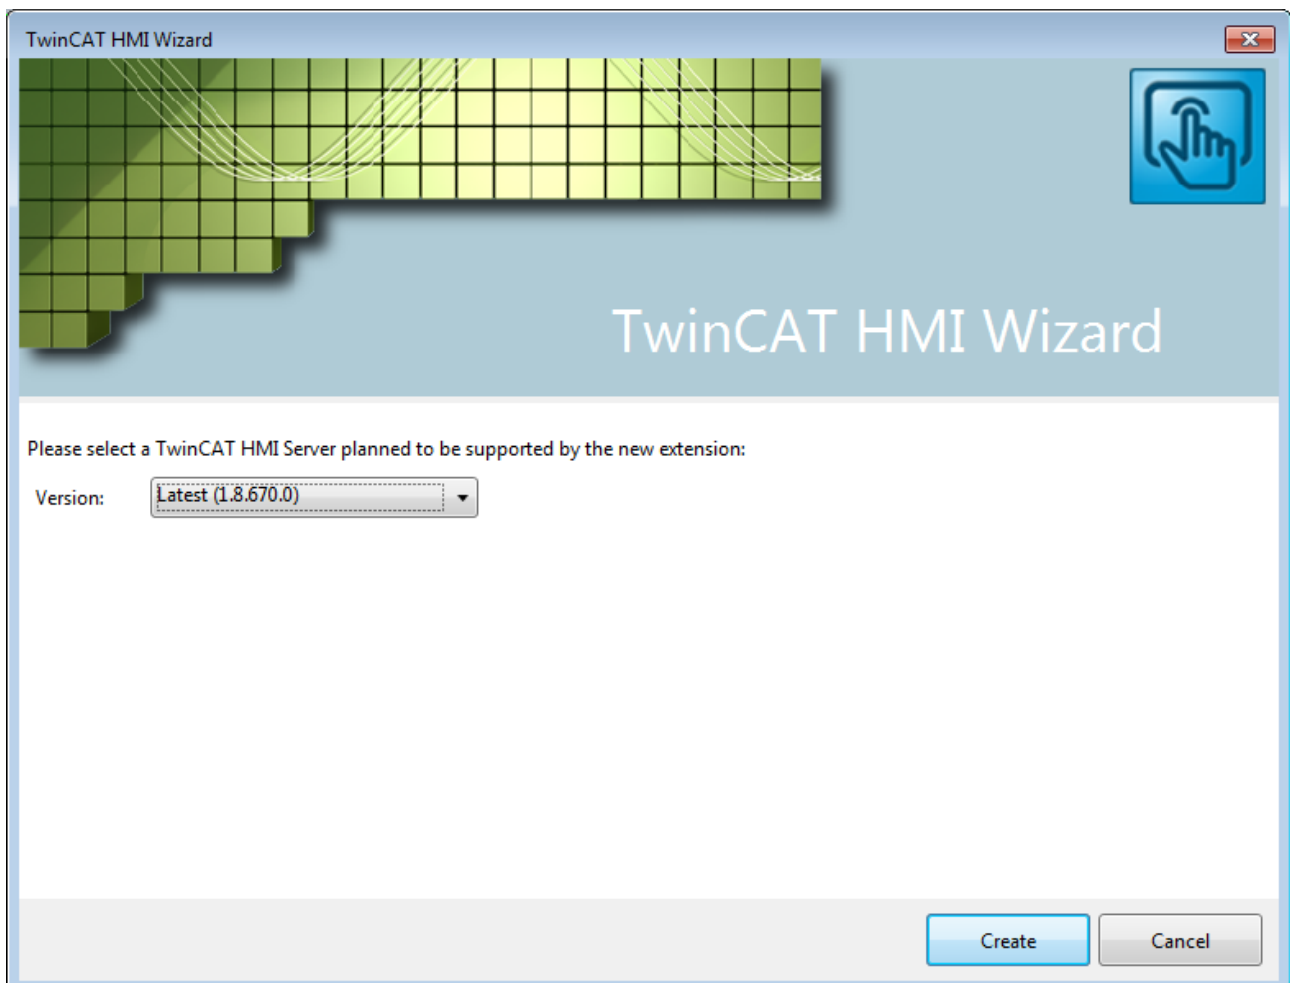 TwinCAT HMI Wizard
TwinCAT HMI Wizard
Please select a TwinCAT HMI Server planned to be supported by the new extension:
Version: Latest (1.8.670.0)
Create Cancel